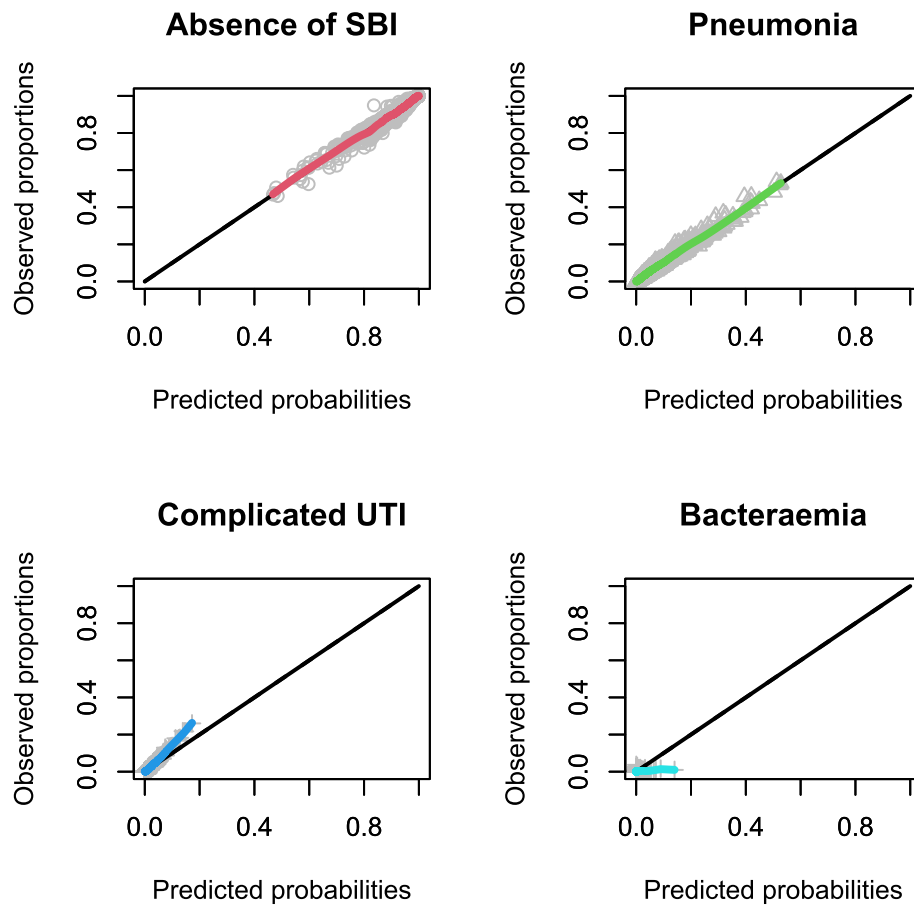 Absence of SBI
Observed proportions
0.8
0.4
0.0
0.0 0.4 0.8
Predicted probabilities
Pneumonia
Observed proportions
0.8
0.4
0.0
0.0 0.4 0.8
Predicted probabilities
Complicated UTI
Observed proportions
0.8
0.4
0.0
0.0 0.4 0.8
Predicted probabilities
Bacteraemia
Observed proportions
0.8
0.4
0.0
0.0 0.4 0.8
Predicted probabilities